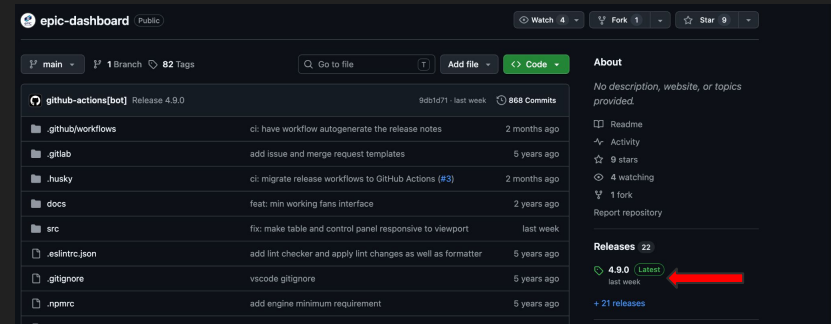 epic-dashboard Public
Watch 4 Fork 1 Star 9
main 1 Branch 82 Tags Go to file T Add file <> Code
github-actions[bot] Release 4.9.0 9db1d71 · last week 868 Commits
.github/workflows ci: have workflow autogenerate the release notes 2 months ago
.gitlab add issue and merge request templates 5 years ago
.husky ci: migrate release workflows to GitHub Actions (#3) 2 months ago
docs feat: min working fans interface 2 years ago
src fix: make table and control panel responsive to viewport last week
.eslintrc.json add lint checker and apply lint changes as well as formatter 5 years ago
.gitignore vscode gitignore 5 years ago
.npmrc add engine minimum requirement 5 years ago
About
No description, website, or topics
provided.
Readme
Activity
9 stars
4 watching
1 fork
Report repository
Releases 22
4.9.0 Latest
last week
+ 21 releases